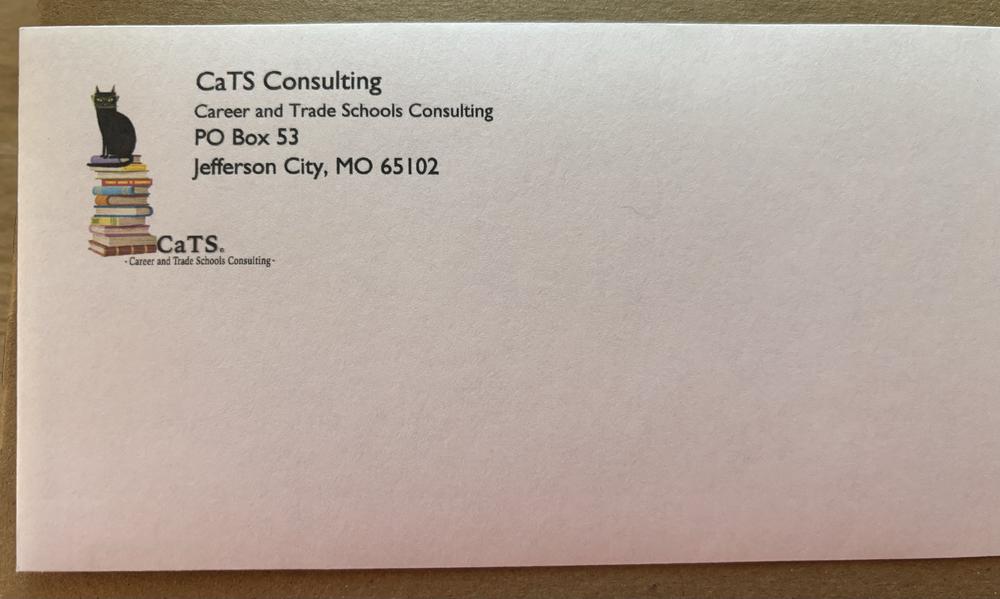 CaTS Consulting
Career and Trade Schools Consulting
PO Box 53
Jefferson City, MO 65102
CaTS.
- Career and Trade Schools Consulting -